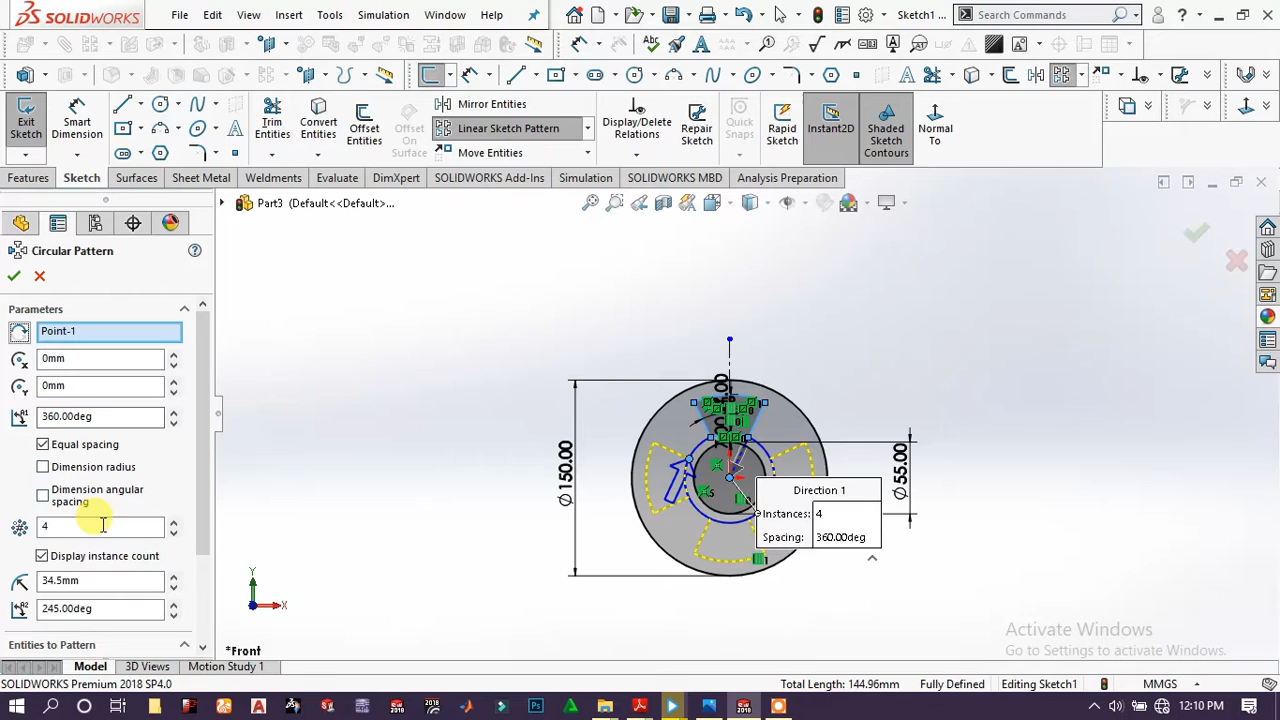 SOLIDWORKS File Edit View Insert Tools Simulation Window Help Sketch1 ... Search Commands
Exit Sketch
Smart Dimension
Trim Entities
Convert Entities
Offset Entities
Offset On Surface
Mirror Entities
Linear Sketch Pattern
Move Entities
Display/Delete Relations
Repair Sketch
Quick Snaps
Rapid Sketch
Instant2D
Shaded Sketch Contours
Normal To
Features Sketch Surfaces Sheet Metal Weldments Evaluate DimXpert SOLIDWORKS Add-Ins Simulation SOLIDWORKS MBD Analysis Preparation
Part3 (Default<<Default>...
Circular Pattern
Parameters
Point-1
0mm
0mm
360.00deg
Equal spacing
Dimension radius
Dimension angular spacing
4
Display instance count
34.5mm
245.00deg
Entities to Pattern
Ø150.00
Ø55.00
Direction 1
Instances: 4
Spacing: 360.00deg
Y
X
*Front
Activate Windows
Go to Settings to activate Windows.
Model 3D Views Motion Study 1
SOLIDWORKS Premium 2018 SP4.0 Total Length: 144.96mm Fully Defined Editing Sketch1 MMGS
12:10 PM